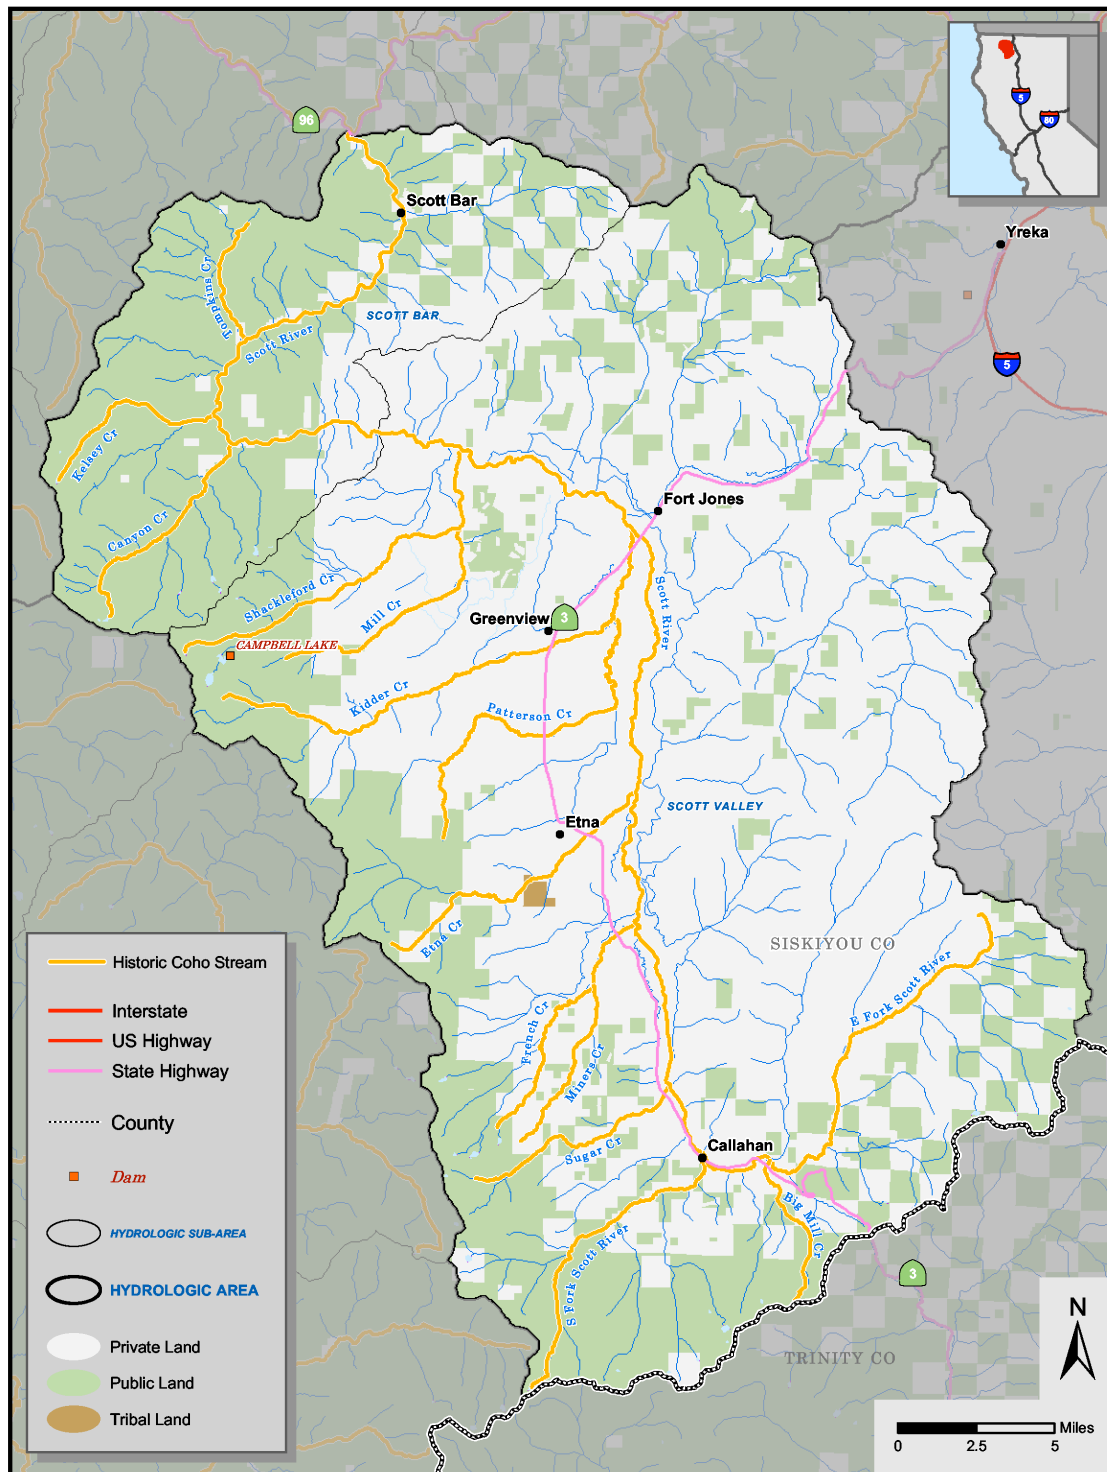 96
5
80
Scott Bar
Yreka
Tompkins Cr
Scott River
SCOTT BAR
5
Kelsey Cr
Canyon Cr
Fort Jones
Shackleford Cr
Mill Cr
Scott River
Greenview
3
CAMPBELL LAKE
Kidder Cr
Patterson Cr
SCOTT VALLEY
Etna
Etna Cr
SISKIYOU CO
E Fork Scott River
French Cr
Miners Cr
Sugar Cr
Callahan
Big Mill Cr
S Fork Scott River
3
TRINITY CO
Historic Coho Stream
Interstate
US Highway
State Highway
County
Dam
HYDROLOGIC SUB-AREA
HYDROLOGIC AREA
Private Land
Public Land
Tribal Land
N
Miles
0 2.5 5